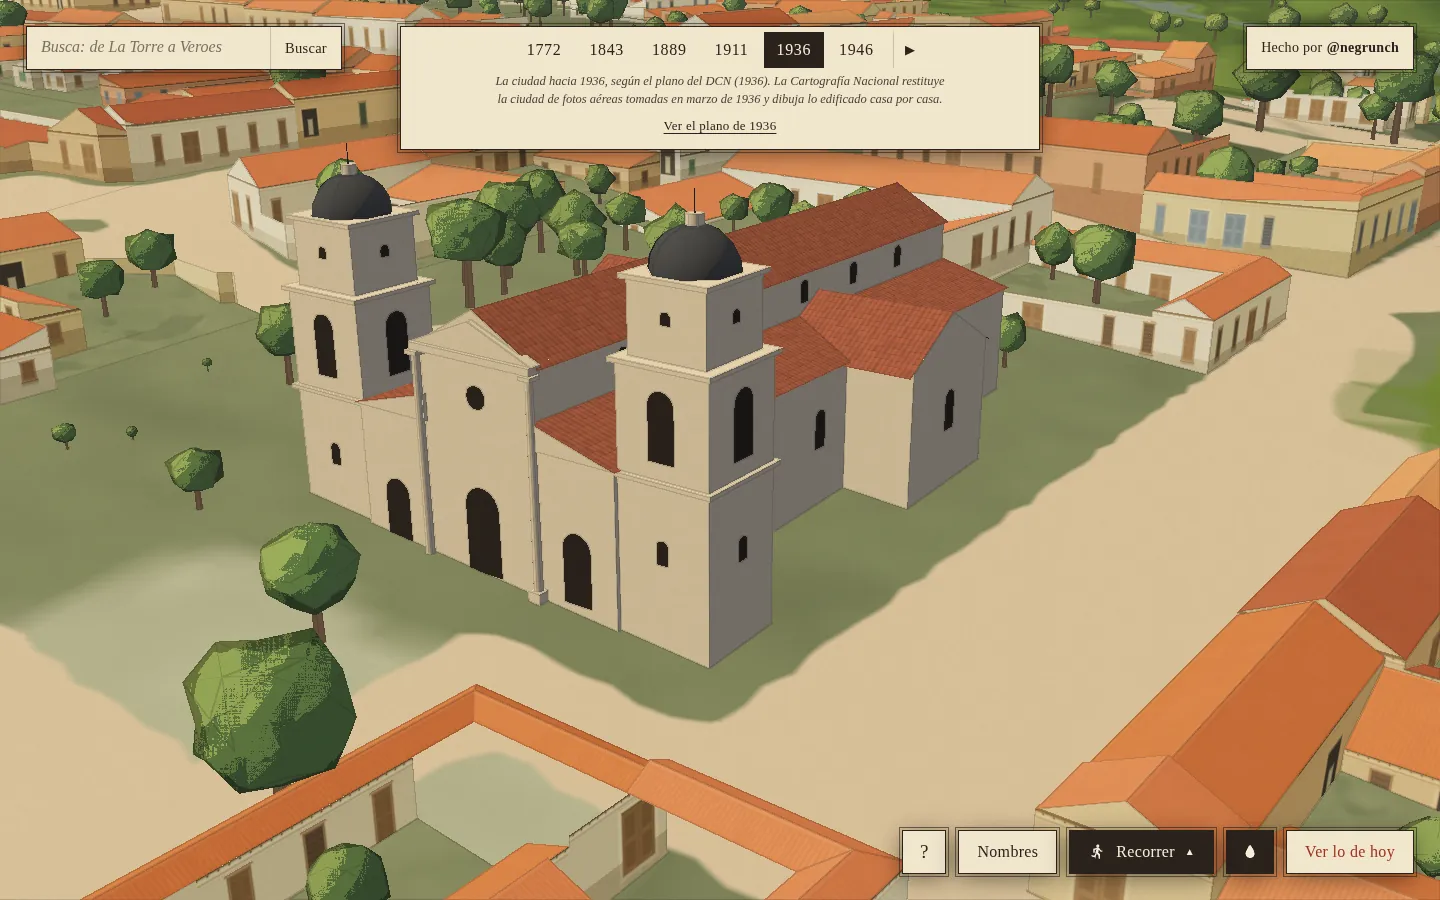 Busca: de La Torre a Veroes
Buscar
1772 1843 1889 1911 1936 1946 ▶
La ciudad hacia 1936, según el plano del DCN (1936). La Cartografía Nacional restituye
la ciudad de fotos aéreas tomadas en marzo de 1936 y dibuja lo edificado casa por casa.
Ver el plano de 1936
Hecho por @negrunch
?
Nombres
Recorrer ▲
Ver lo de hoy